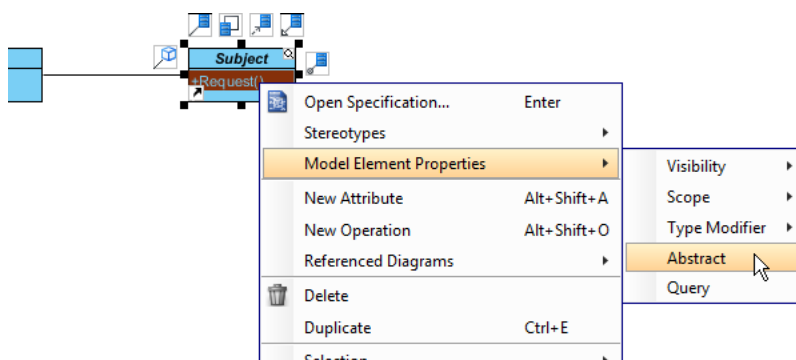 Subject
+Request()
Open Specification... Enter
Stereotypes
Model Element Properties
Visibility
New Attribute Alt+Shift+A
Scope
New Operation Alt+Shift+O
Type Modifier
Referenced Diagrams
Abstract
Delete
Query
Duplicate Ctrl+E
Selection